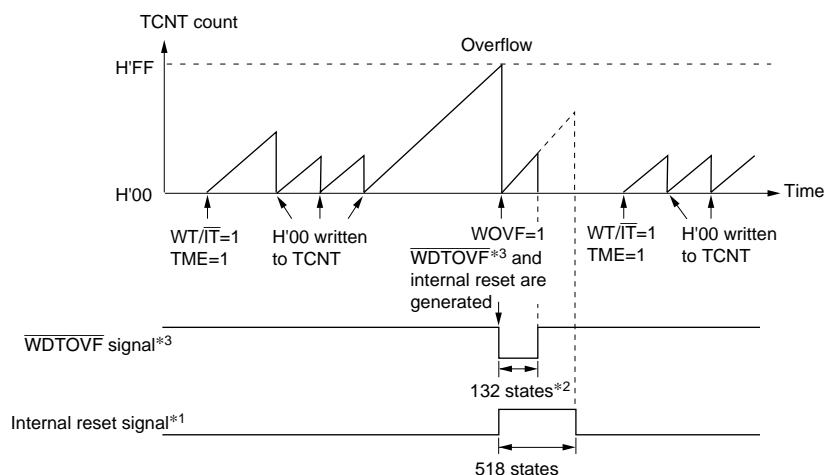 TCNT count
Overflow
H'FF
H'00
Time
WT/IT=1
TME=1
H'00 written
to TCNT
WOVF=1
WDTOVF*3 and
internal reset are
generated
WT/IT=1
TME=1
H'00 written
to TCNT
WDTOVF signal*3
132 states*2
Internal reset signal*1
518 states